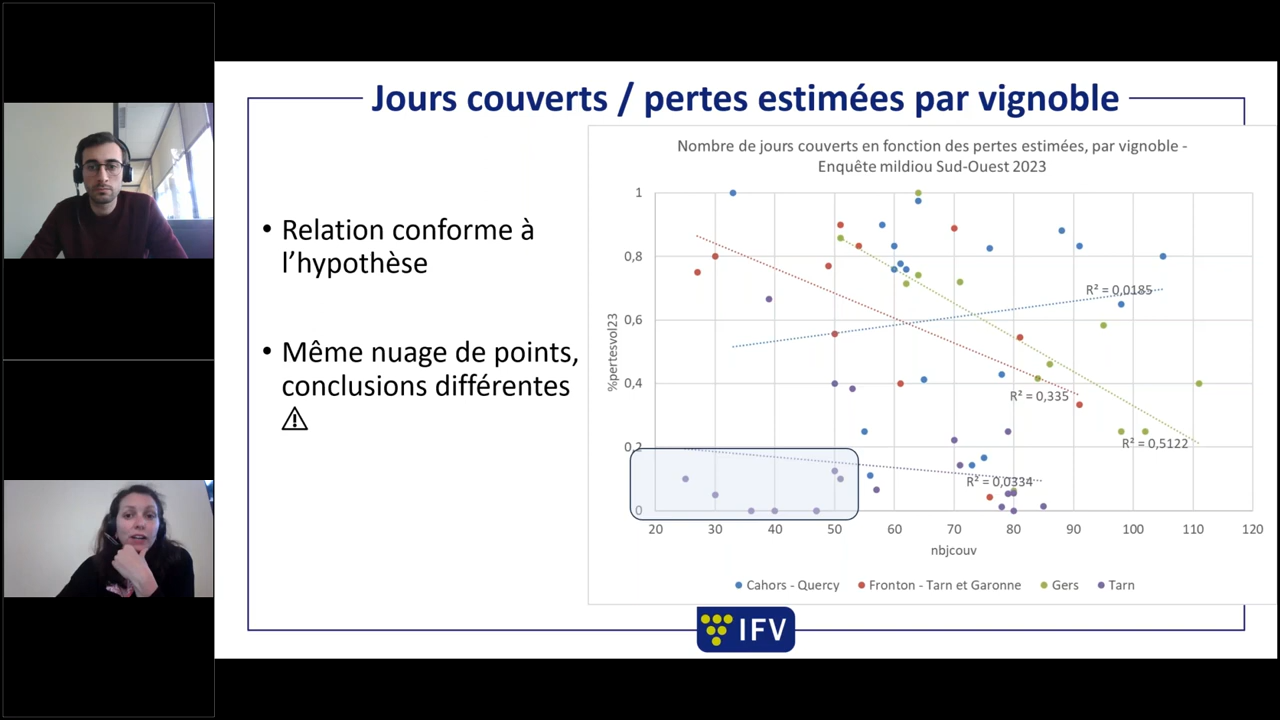 Jours couverts / pertes estimées par vignoble
• Relation conforme à
l’hypothèse
• Même nuage de points,
conclusions différentes
⚠
Nombre de jours couverts en fonction des pertes estimées, par vignoble -
Enquête mildiou Sud-Ouest 2023
%pertesvol23
1
0,8
0,6
0,4
0,2
0
R² = 0,0185
R² = 0,335
R² = 0,5122
R² = 0,0334
20 30 40 50 60 70 80 90 100 110 120
nbjcouv
Cahors - Quercy Fronton - Tarn et Garonne Gers Tarn
IFV